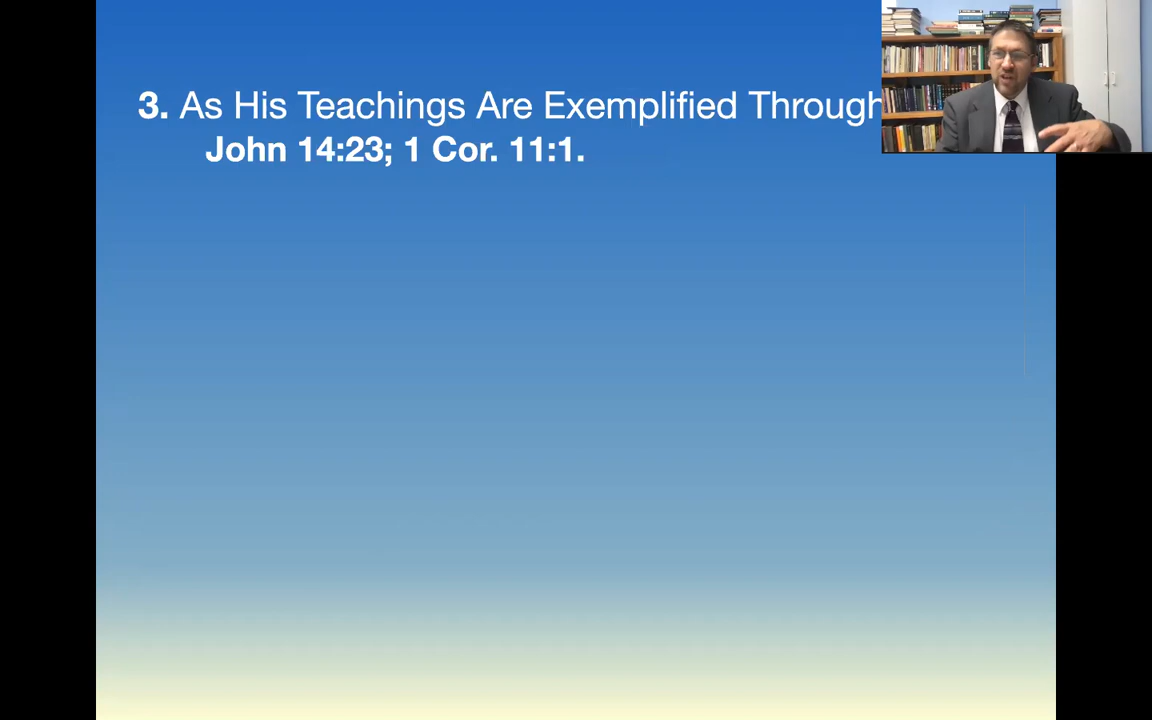 3. As His Teachings Are Exemplified Through
John 14:23; 1 Cor. 11:1.